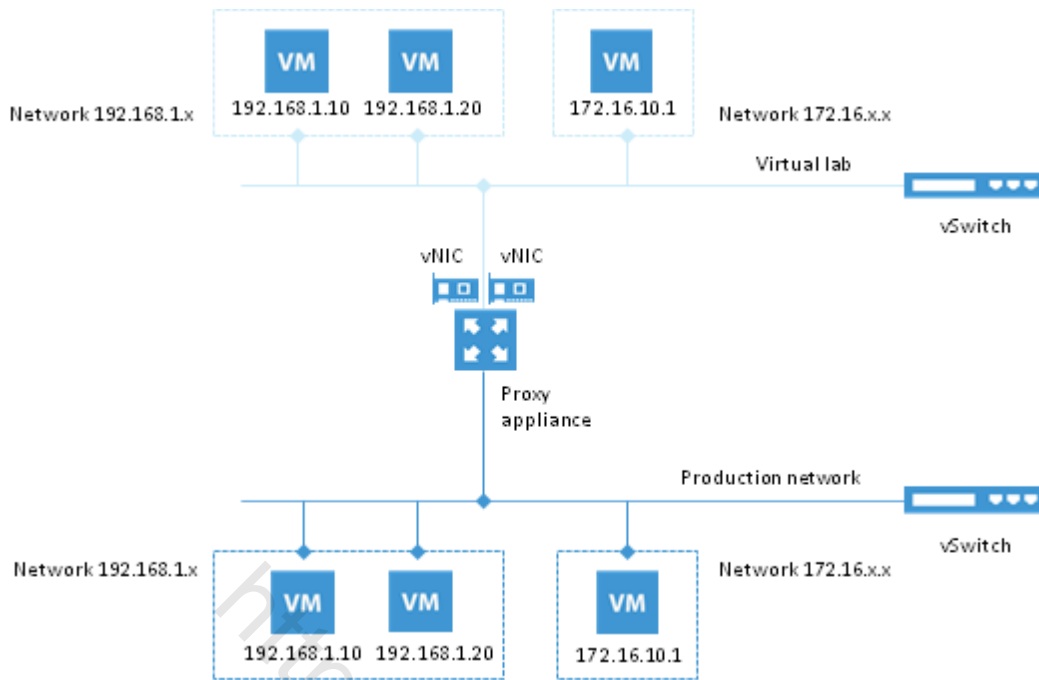 VM
VM
VM
192.168.1.10
192.168.1.20
172.16.10.1
Network 192.168.1.x
Network 172.16.x.x
Virtual lab
vSwitch
vNIC
vNIC
Proxy
appliance
Production network
vSwitch
Network 192.168.1.x
Network 172.16.x.x
VM
VM
VM
192.168.1.10
192.168.1.20
172.16.10.1